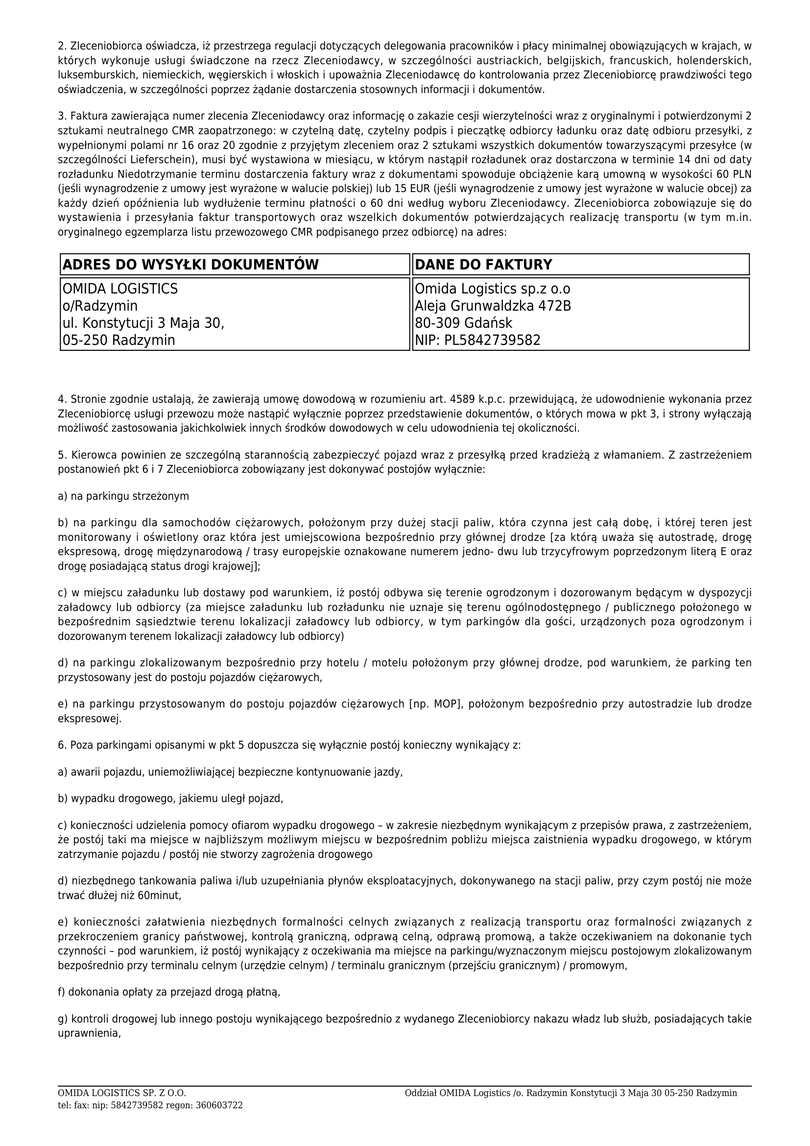 2. Zleceniobiorca oświadcza, iż przestrzega regulacji dotyczących delegowania pracowników i płacy minimalnej obowiązujących w krajach, w
których wykonuje usługi świadczone na rzecz Zleceniodawcy, w szczególności austriackich, belgijskich, francuskich, holenderskich,
luksemburskich, niemieckich, węgierskich i włoskich i upoważnia Zleceniodawcę do kontrolowania przez Zleceniobiorcę prawdziwości tego
oświadczenia, w szczególności poprzez żądanie dostarczenia stosownych informacji i dokumentów.
3. Faktura zawierająca numer zlecenia Zleceniodawcy oraz informację o zakazie cesji wierzytelności wraz z oryginalnymi i potwierdzonymi 2
sztukami neutralnego CMR zaopatrzonego: w czytelną datę, czytelny podpis i pieczątkę odbiorcy ładunku oraz datę odbioru przesyłki, z
wypełnionymi polami nr 16 oraz 20 zgodnie z przyjętym zleceniem oraz 2 sztukami wszystkich dokumentów towarzyszącymi przesyłce (w
szczególności Lieferschein), musi być wystawiona w miesiącu, w którym nastąpił rozładunek oraz dostarczona w terminie 14 dni od daty
rozładunku Niedotrzymanie terminu dostarczenia faktury wraz z dokumentami spowoduje obciążenie karą umowną w wysokości 60 PLN
(jeśli wynagrodzenie z umowy jest wyrażone w walucie polskiej) lub 15 EUR (jeśli wynagrodzenie z umowy jest wyrażone w walucie obcej) za
każdy dzień opóźnienia lub wydłużenie terminu płatności o 60 dni według wyboru Zleceniodawcy. Zleceniobiorca zobowiązuje się do
wystawienia i przesyłania faktur transportowych oraz wszelkich dokumentów potwierdzających realizację transportu (w tym m.in.
oryginalnego egzemplarza listu przewozowego CMR podpisanego przez odbiorcę) na adres:
ADRES DO WYSYŁKI DOKUMENTÓW DANE DO FAKTURY
OMIDA LOGISTICS Omida Logistics sp.z o.o
o/Radzymin Aleja Grunwaldzka 472B
ul. Konstytucji 3 Maja 30, 80-309 Gdańsk
05-250 Radzymin NIP: PL5842739582
4. Stronie zgodnie ustalają, że zawierają umowę dowodową w rozumieniu art. 4589 k.p.c. przewidującą, że udowodnienie wykonania przez
Zleceniobiorcę usługi przewozu może nastąpić wyłącznie poprzez przedstawienie dokumentów, o których mowa w pkt 3, i strony wyłączają
możliwość zastosowania jakichkolwiek innych środków dowodowych w celu udowodnienia tej okoliczności.
5. Kierowca powinien ze szczególną starannością zabezpieczyć pojazd wraz z przesyłką przed kradzieżą z włamaniem. Z zastrzeżeniem
postanowień pkt 6 i 7 Zleceniobiorca zobowiązany jest dokonywać postojów wyłącznie:
a) na parkingu strzeżonym
b) na parkingu dla samochodów ciężarowych, położonym przy dużej stacji paliw, która czynna jest całą dobę, i której teren jest
monitorowany i oświetlony oraz która jest umiejscowiona bezpośrednio przy głównej drodze [za którą uważa się autostradę, drogę
ekspresową, drogę międzynarodową / trasy europejskie oznakowane numerem jedno- dwu lub trzycyfrowym poprzedzonym literą E oraz
drogę posiadającą status drogi krajowej];
c) w miejscu załadunku lub dostawy pod warunkiem, iż postój odbywa się terenie ogrodzonym i dozorowanym będącym w dyspozycji
załadowcy lub odbiorcy (za miejsce załadunku lub rozładunku nie uznaje się terenu ogólnodostępnego / publicznego położonego w
bezpośrednim sąsiedztwie terenu lokalizacji załadowcy lub odbiorcy, w tym parkingów dla gości, urządzonych poza ogrodzonym i
dozorowanym terenem lokalizacji załadowcy lub odbiorcy)
d) na parkingu zlokalizowanym bezpośrednio przy hotelu / motelu położonym przy głównej drodze, pod warunkiem, że parking ten
przystosowany jest do postoju pojazdów ciężarowych,
e) na parkingu przystosowanym do postoju pojazdów ciężarowych [np. MOP], położonym bezpośrednio przy autostradzie lub drodze
ekspresowej.
6. Poza parkingami opisanymi w pkt 5 dopuszcza się wyłącznie postój konieczny wynikający z:
a) awarii pojazdu, uniemożliwiającej bezpieczne kontynuowanie jazdy,
b) wypadku drogowego, jakiemu uległ pojazd,
c) konieczności udzielenia pomocy ofiarom wypadku drogowego – w zakresie niezbędnym wynikającym z przepisów prawa, z zastrzeżeniem,
że postój taki ma miejsce w najbliższym możliwym miejscu w bezpośrednim pobliżu miejsca zaistnienia wypadku drogowego, w którym
zatrzymanie pojazdu / postój nie stworzy zagrożenia drogowego
d) niezbędnego tankowania paliwa i/lub uzupełniania płynów eksploatacyjnych, dokonywanego na stacji paliw, przy czym postój nie może
trwać dłużej niż 60minut,
e) konieczności załatwienia niezbędnych formalności celnych związanych z realizacją transportu oraz formalności związanych z
przekroczeniem granicy państwowej, kontrolą graniczną, odprawą celną, odprawą promową, a także oczekiwaniem na dokonanie tych
czynności – pod warunkiem, iż postój wynikający z oczekiwania ma miejsce na parkingu/wyznaczonym miejscu postojowym zlokalizowanym
bezpośrednio przy terminalu celnym (urzędzie celnym) / terminalu granicznym (przejściu granicznym) / promowym,
f) dokonania opłaty za przejazd drogą płatną,
g) kontroli drogowej lub innego postoju wynikającego bezpośrednio z wydanego Zleceniobiorcy nakazu władz lub służb, posiadających takie
uprawnienia,
OMIDA LOGISTICS SP. Z O.O. Oddział OMIDA Logistics /o. Radzymin Konstytucji 3 Maja 30 05-250 Radzymin
tel: fax: nip: 5842739582 regon: 360603722